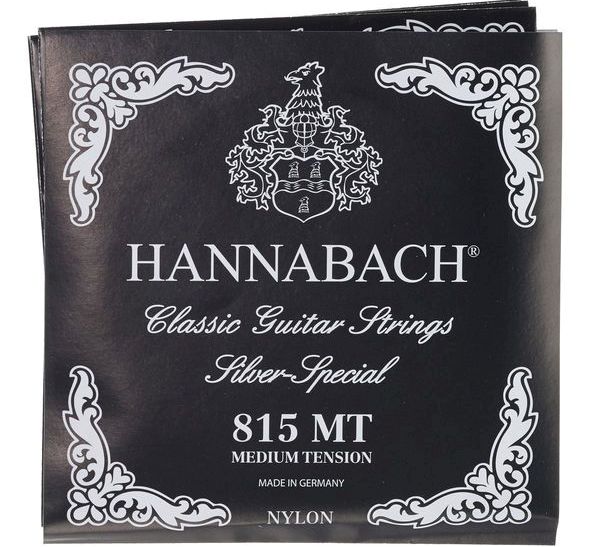 HANNABACH®
Classic Guitar Strings
Silver-Special
815 MT
MEDIUM TENSION
MADE IN GERMANY
NYLON